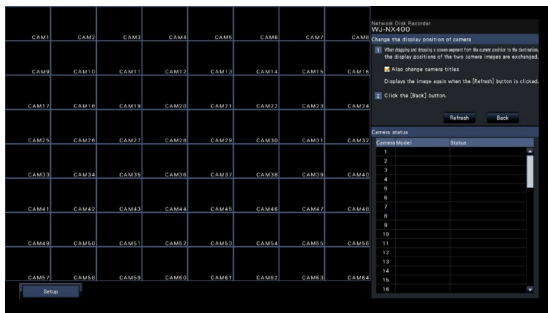 CAM1 CAM2 CAM3 CAM4 CAM5 CAM6 CAM7 CAM8
CAM9 CAM10 CAM11 CAM12 CAM13 CAM14 CAM15 CAM16
CAM17 CAM18 CAM19 CAM20 CAM21 CAM22 CAM23 CAM24
CAM25 CAM26 CAM27 CAM28 CAM29 CAM30 CAM31 CAM32
CAM33 CAM34 CAM35 CAM36 CAM37 CAM38 CAM39 CAM40
CAM41 CAM42 CAM43 CAM44 CAM45 CAM46 CAM47 CAM48
CAM49 CAM50 CAM51 CAM52 CAM53 CAM54 CAM55 CAM56
CAM57 CAM58 CAM59 CAM60 CAM61 CAM62 CAM63 CAM64
Setup
Network Disk Recorder
WJ-NX400
Change the display position of camera
1 When dragging and dropping a screen segment from the current position to the destination,
the display positions of the two camera images are exchanged.
Also change camera titles
Displays the image again when the [Refresh] button is clicked.
2 Click the [Back] button.
Refresh Back
Camera status
Camera Model Status
1
2
3
4
5
6
7
8
9
10
11
12
13
14
15
16